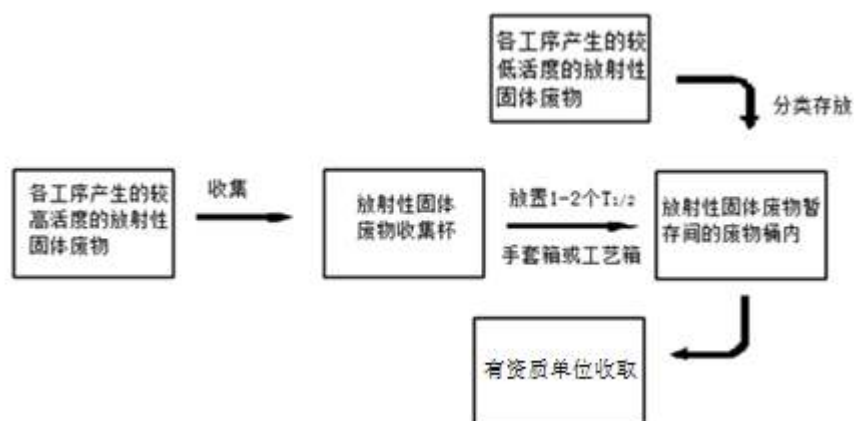 各工序产生的较
低活度的放射性
固体废物
分类存放
各工序产生的较
高活度的放射性
固体废物
收集
放射性固体
废物收集杯
放置1-2个T1/2
手套箱或工艺箱
放射性固体废物暂
存间的废物桶内
有资质单位收取